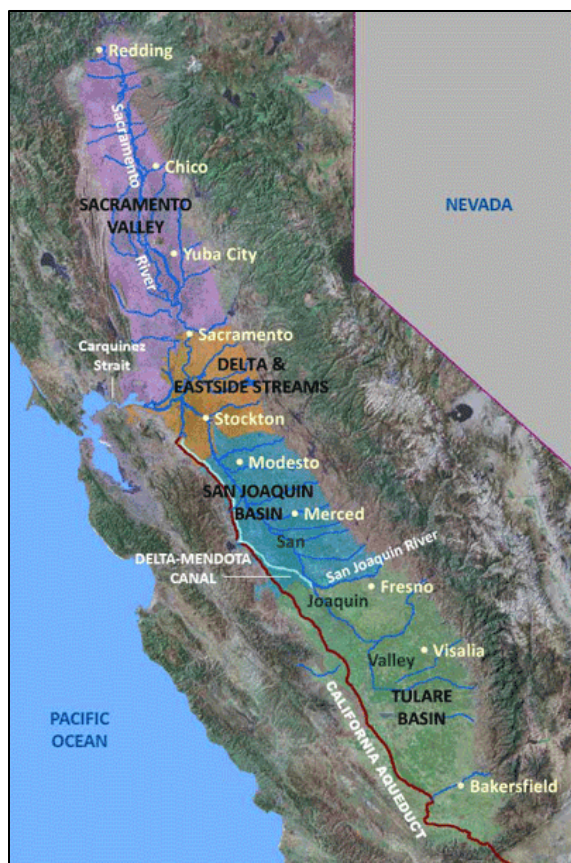 Redding
Sacramento
Chico
SACRAMENTO
VALLEY
NEVADA
Yuba City
River
Sacramento
Carquinez
Strait
DELTA &
EASTSIDE STREAMS
Stockton
Modesto
SAN JOAQUIN
BASIN
Merced
San
DELTA-MENDOTA
CANAL
San Joaquin River
Fresno
Joaquin
Valley
Visalia
TULARE
BASIN
PACIFIC
OCEAN
CALIFORNIA AQUEDUCT
Bakersfield